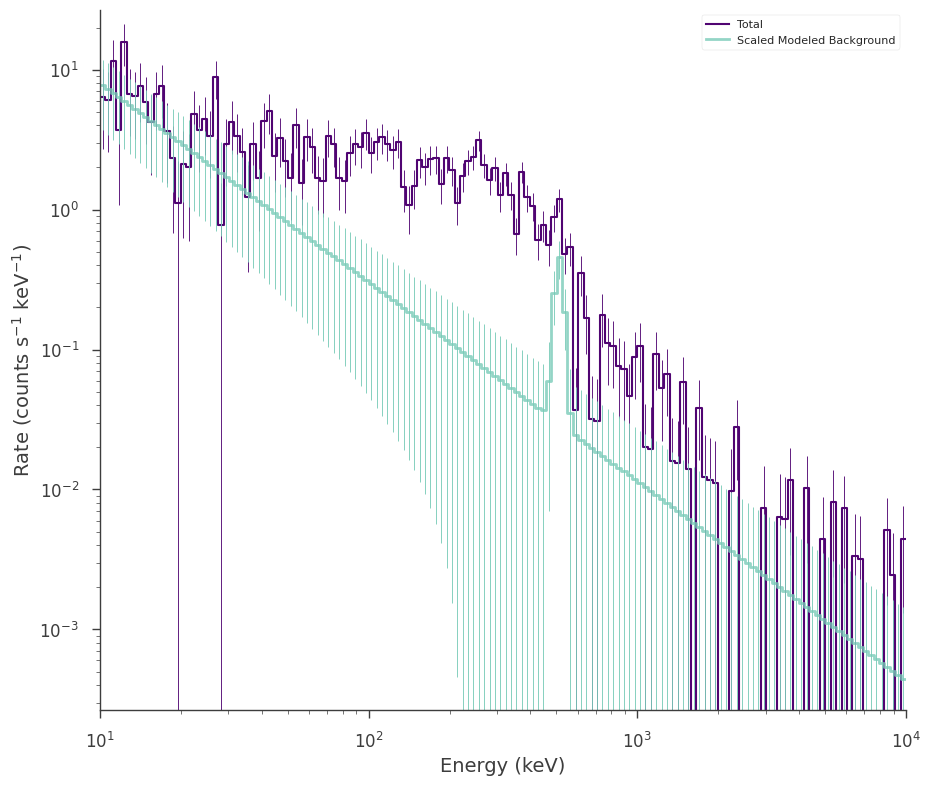 Total
Scaled Modeled Background
Rate (counts s⁻¹ keV⁻¹)
10¹
10⁰
10⁻¹
10⁻²
10⁻³
10¹ 10² 10³ 10⁴
Energy (keV)